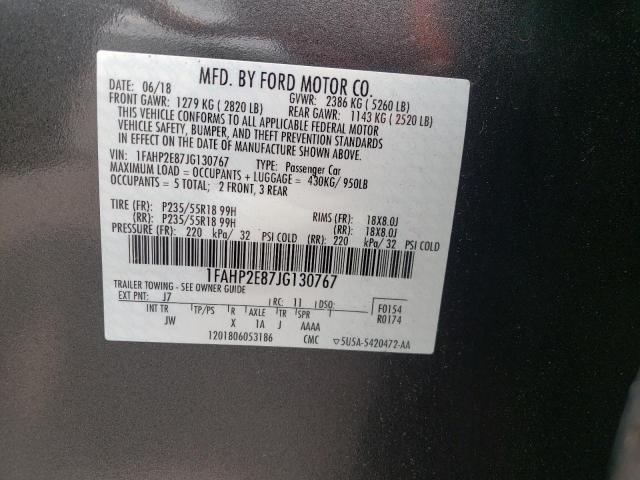 MFD. BY FORD MOTOR CO.
DATE: 06/18 GVWR: 2386 KG ( 5260 LB)
FRONT GAWR: 1279 KG ( 2820 LB) REAR GAWR: 1143 KG ( 2520 LB)
THIS VEHICLE CONFORMS TO ALL APPLICABLE FEDERAL MOTOR
VEHICLE SAFETY, BUMPER, AND THEFT PREVENTION STANDARDS
IN EFFECT ON THE DATE OF MANUFACTURE SHOWN ABOVE.
VIN: 1FAHP2E87JG130767 TYPE: Passenger Car
MAXIMUM LOAD = OCCUPANTS + LUGGAGE = 430KG/ 950LB
OCCUPANTS = 5 TOTAL; 2 FRONT, 3 REAR
TIRE (FR): P235/55R18 99H RIMS (FR): 18X8.0J
(RR): P235/55R18 99H (RR): 18X8.0J
PRESSURE (FR): 220 kPa/ 32 PSI COLD (RR): 220 kPa/ 32 PSI COLD
1FAHP2E87JG130767
TRAILER TOWING - SEE OWNER GUIDE
EXT PNT: J7 RC: 11 DSO: F0154
INT TR TP/PS R AXLE TR SPR R0174
JW X 1A J AAAA
1201806053186 CMC ▽5U5A-5420472-AA